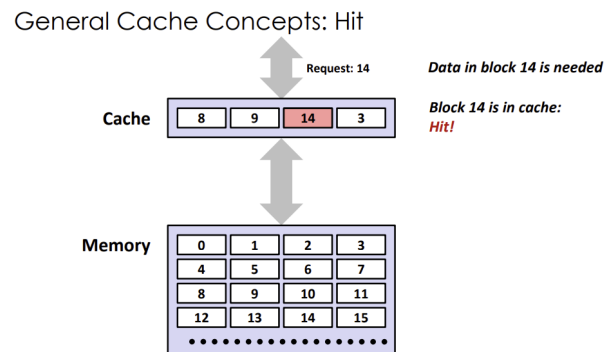 General Cache Concepts: Hit
Request: 14
Data in block 14 is needed
Cache
8 9 14 3
Block 14 is in cache:
Hit!
Memory
0 1 2 3
4 5 6 7
8 9 10 11
12 13 14 15